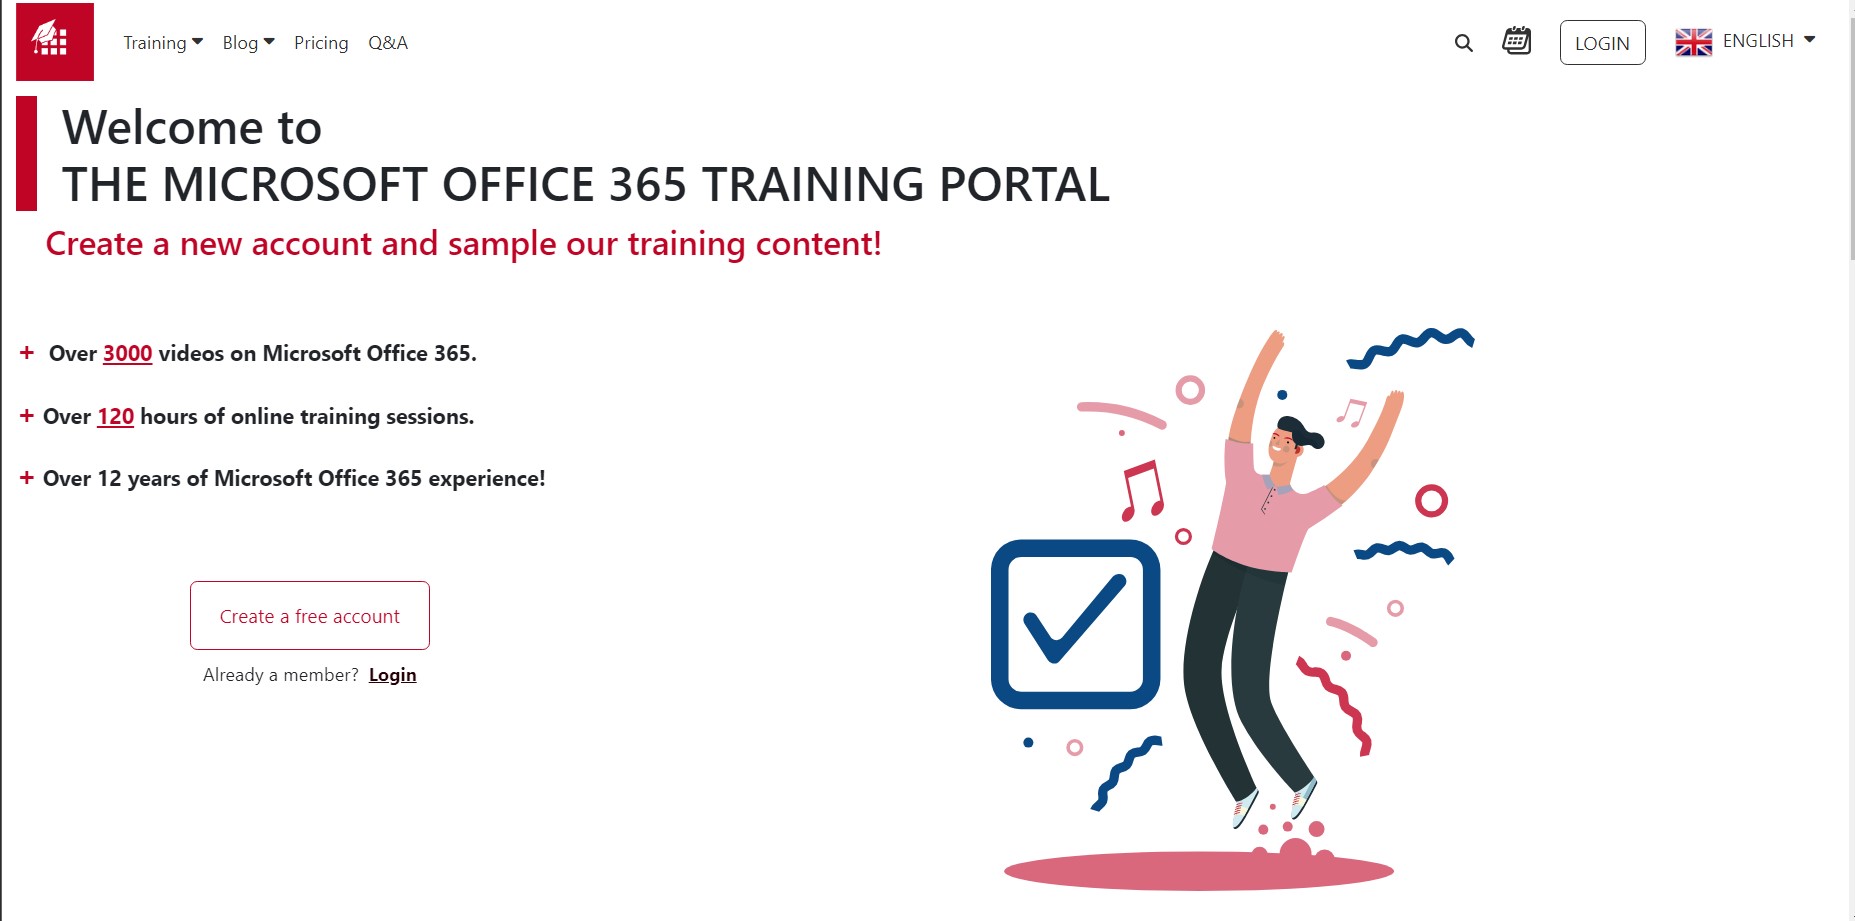 Training Blog Pricing Q&A LOGIN ENGLISH
Welcome to
THE MICROSOFT OFFICE 365 TRAINING PORTAL
Create a new account and sample our training content!
+ Over 3000 videos on Microsoft Office 365.
+ Over 120 hours of online training sessions.
+ Over 12 years of Microsoft Office 365 experience!
Create a free account
Already a member? Login